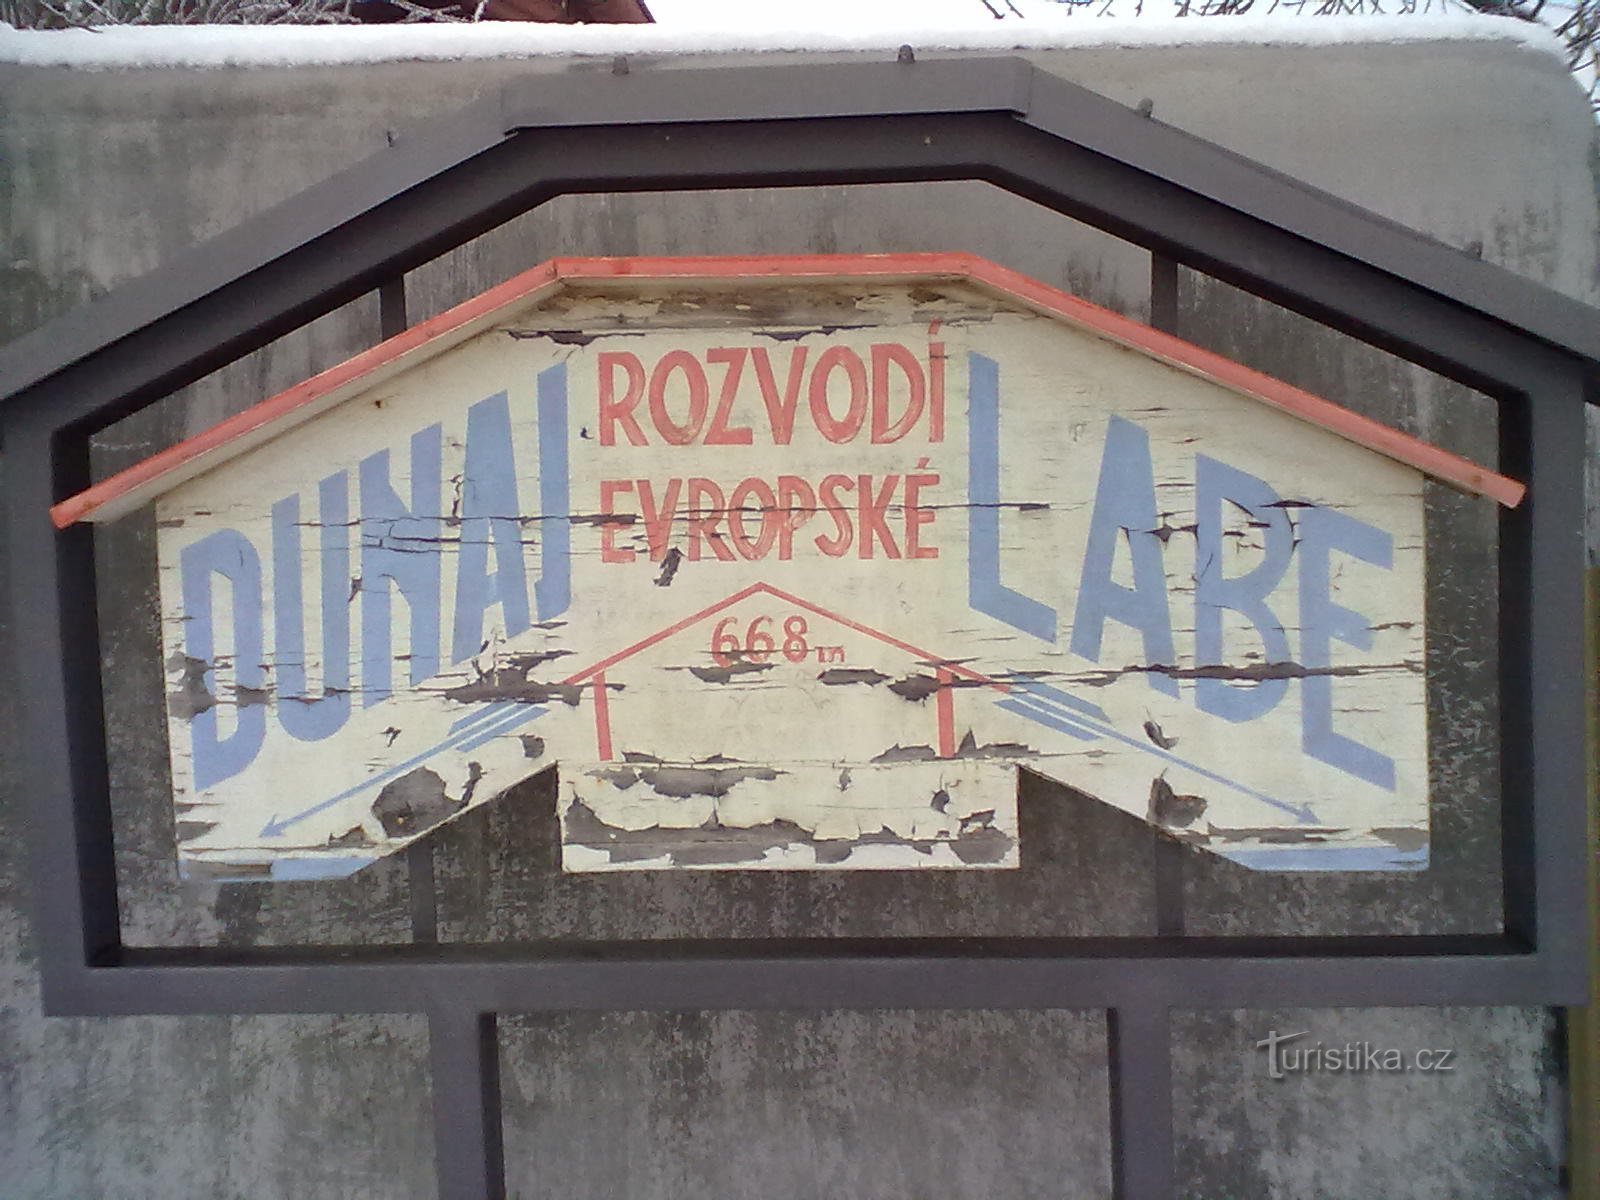 DUNAJ
ROZVODÍ
EVROPSKÉ
668 m
LABE
Turistika.cz